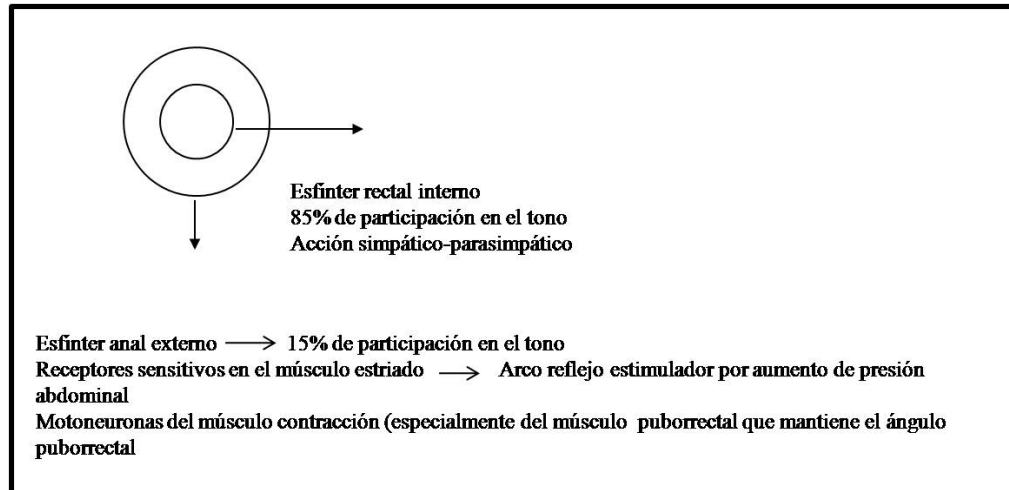 Esfínter rectal interno
85% de participación en el tono
Acción simpático-parasimpático
Esfínter anal externo → 15% de participación en el tono
Receptores sensitivos en el músculo estriado → Arco reflejo estimulador por aumento de presión
abdominal
Motoneuronas del músculo contracción (especialmente del músculo puborrectal que mantiene el ángulo
puborrectal